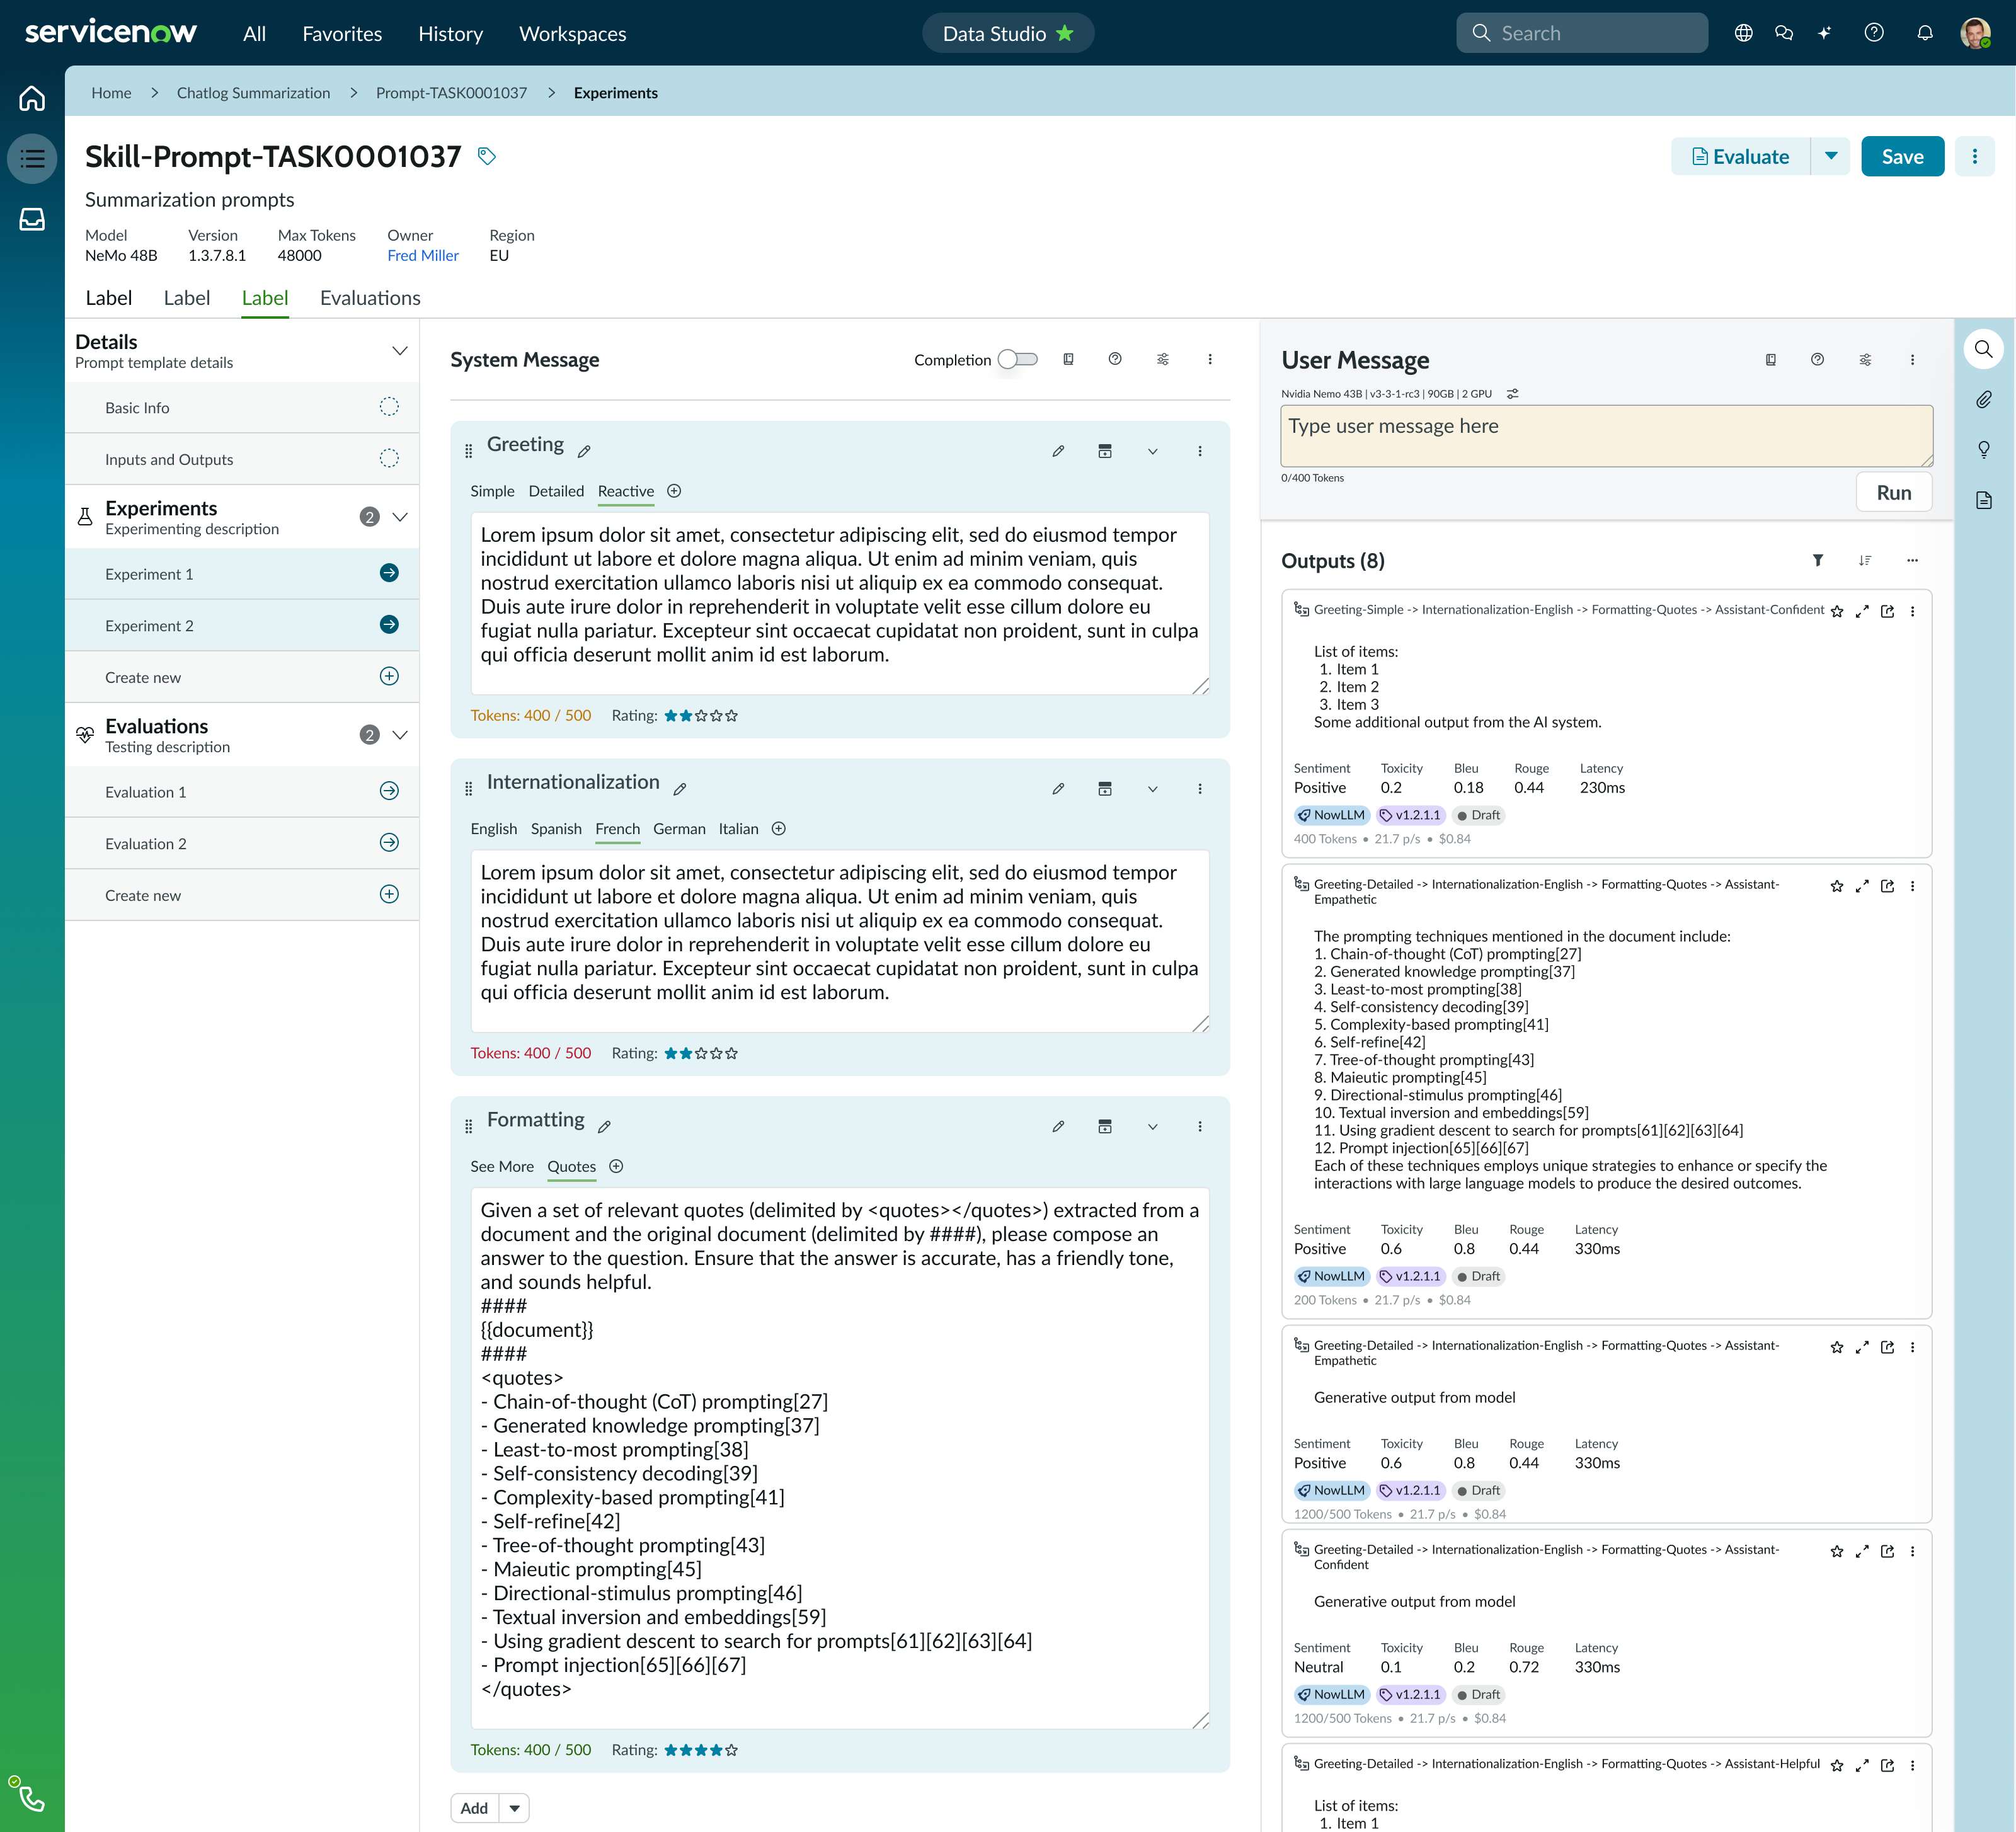 servicenow
All
Favorites
History
Workspaces
Data Studio
Search
Home > Chatlog Summarization > Prompt-TASK0001037 > Experiments
Skill-Prompt-TASK0001037
Evaluate
Save
Summarization prompts
Model
NeMo 48B
Version
1.3.7.8.1
Max Tokens
48000
Owner
Fred Miller
Region
EU
Label
Label
Label
Evaluations
Details
Prompt template details
Basic Info
Inputs and Outputs
Experiments
Experimenting description
2
Experiment 1
Experiment 2
Create new
Evaluations
Testing description
2
Evaluation 1
Evaluation 2
Create new
System Message
Completion
Greeting
Simple
Detailed
Reactive
Lorem ipsum dolor sit amet, consectetur adipiscing elit, sed do eiusmod tempor
incididunt ut labore et dolore magna aliqua. Ut enim ad minim veniam, quis
nostrud exercitation ullamco laboris nisi ut aliquip ex ea commodo consequat.
Duis aute irure dolor in reprehenderit in voluptate velit esse cillum dolore eu
fugiat nulla pariatur. Excepteur sint occaecat cupidatat non proident, sunt in culpa
qui officia deserunt mollit anim id est laborum.
Tokens: 400 / 500
Rating:
Internationalization
English
Spanish
French
German
Italian
Lorem ipsum dolor sit amet, consectetur adipiscing elit, sed do eiusmod tempor
incididunt ut labore et dolore magna aliqua. Ut enim ad minim veniam, quis
nostrud exercitation ullamco laboris nisi ut aliquip ex ea commodo consequat.
Duis aute irure dolor in reprehenderit in voluptate velit esse cillum dolore eu
fugiat nulla pariatur. Excepteur sint occaecat cupidatat non proident, sunt in culpa
qui officia deserunt mollit anim id est laborum.
Tokens: 400 / 500
Rating:
Formatting
See More
Quotes
Given a set of relevant quotes (delimited by <quotes></quotes>) extracted from a
document and the original document (delimited by ####), please compose an
answer to the question. Ensure that the answer is accurate, has a friendly tone,
and sounds helpful.
####
{{document}}
####
<quotes>
- Chain-of-thought (CoT) prompting[27]
- Generated knowledge prompting[37]
- Least-to-most prompting[38]
- Self-consistency decoding[39]
- Complexity-based prompting[41]
- Self-refine[42]
- Tree-of-thought prompting[43]
- Maieutic prompting[45]
- Directional-stimulus prompting[46]
- Textual inversion and embeddings[59]
- Using gradient descent to search for prompts[61][62][63][64]
- Prompt injection[65][66][67]
</quotes>
Tokens: 400 / 500
Rating:
Add
User Message
Nvidia Nemo 43B | v3-3-1-rc3 | 90GB | 2 GPU
Type user message here
0/400 Tokens
Run
Outputs (8)
Greeting-Simple -> Internationalization-English -> Formatting-Quotes -> Assistant-Confident
List of items:
1. Item 1
2. Item 2
3. Item 3
Some additional output from the AI system.
Sentiment Toxicity Bleu Rouge Latency
Positive 0.2 0.18 0.44 230ms
NowLLM v1.2.1.1 Draft
400 Tokens • 21.7 p/s • $0.84
Greeting-Detailed -> Internationalization-English -> Formatting-Quotes -> Assistant-
Empathetic
The prompting techniques mentioned in the document include:
1. Chain-of-thought (CoT) prompting[27]
2. Generated knowledge prompting[37]
3. Least-to-most prompting[38]
4. Self-consistency decoding[39]
5. Complexity-based prompting[41]
6. Self-refine[42]
7. Tree-of-thought prompting[43]
8. Maieutic prompting[45]
9. Directional-stimulus prompting[46]
10. Textual inversion and embeddings[59]
11. Using gradient descent to search for prompts[61][62][63][64]
12. Prompt injection[65][66][67]
Each of these techniques employs unique strategies to enhance or specify the
interactions with large language models to produce the desired outcomes.
Sentiment Toxicity Bleu Rouge Latency
Positive 0.6 0.8 0.44 330ms
NowLLM v1.2.1.1 Draft
200 Tokens • 21.7 p/s • $0.84
Greeting-Detailed -> Internationalization-English -> Formatting-Quotes -> Assistant-
Empathetic
Generative output from model
Sentiment Toxicity Bleu Rouge Latency
Positive 0.6 0.8 0.44 330ms
NowLLM v1.2.1.1 Draft
1200/500 Tokens • 21.7 p/s • $0.84
Greeting-Detailed -> Internationalization-English -> Formatting-Quotes -> Assistant-
Confident
Generative output from model
Sentiment Toxicity Bleu Rouge Latency
Neutral 0.1 0.2 0.72 330ms
NowLLM v1.2.1.1 Draft
1200/500 Tokens • 21.7 p/s • $0.84
Greeting-Detailed -> Internationalization-English -> Formatting-Quotes -> Assistant-Helpful
List of items:
1. Item 1